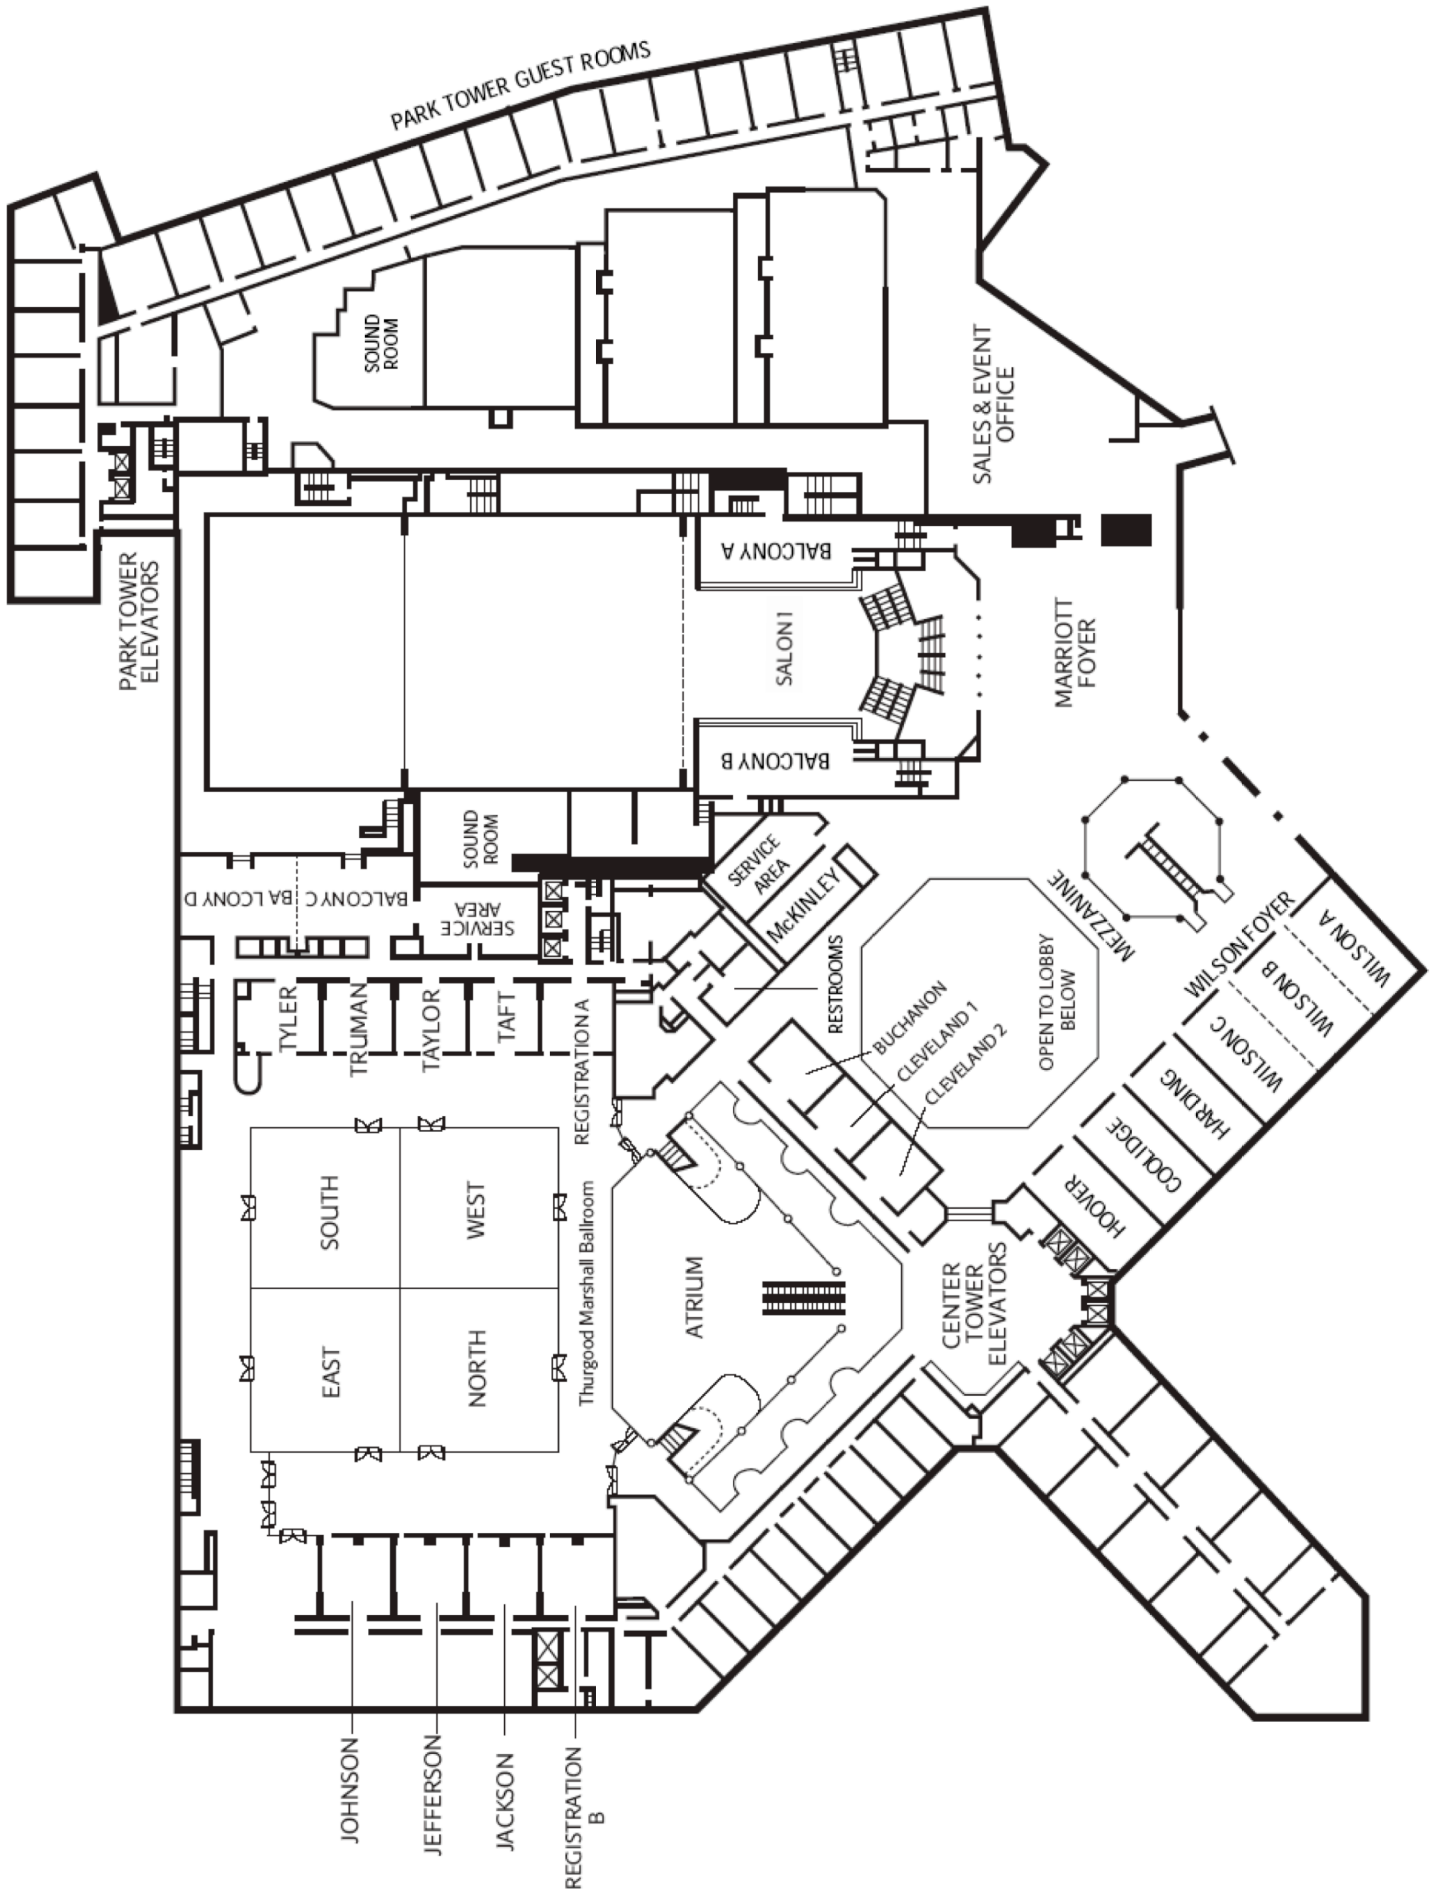 PARK TOWER GUEST ROOMS
SOUND
ROOM
SALES & EVENT
OFFICE
PARK TOWER
ELEVATORS
BALCONY A
SALON I
MARRIOTT
FOYER
BALCONY B
SOUND
ROOM
SERVICE
AREA
McKINLEY
BALCONY D
BALCONY C
SERVICE
AREA
MEZZANINE
WILSON FOYER
WILSON A
WILSON B
WILSON C
HARDING
COOLIDGE
HOOVER
RESTROOMS
BUCHANON
CLEVELAND 1
CLEVELAND 2
OPEN TO LOBBY
BELOW
TYLER
TRUMAN
TAYLOR
TAFT
REGISTRATION A
SOUTH
WEST
EAST
NORTH
Thurgood Marshall Ballroom
ATRIUM
CENTER
TOWER
ELEVATORS
JOHNSON
JEFFERSON
JACKSON
REGISTRATION
B